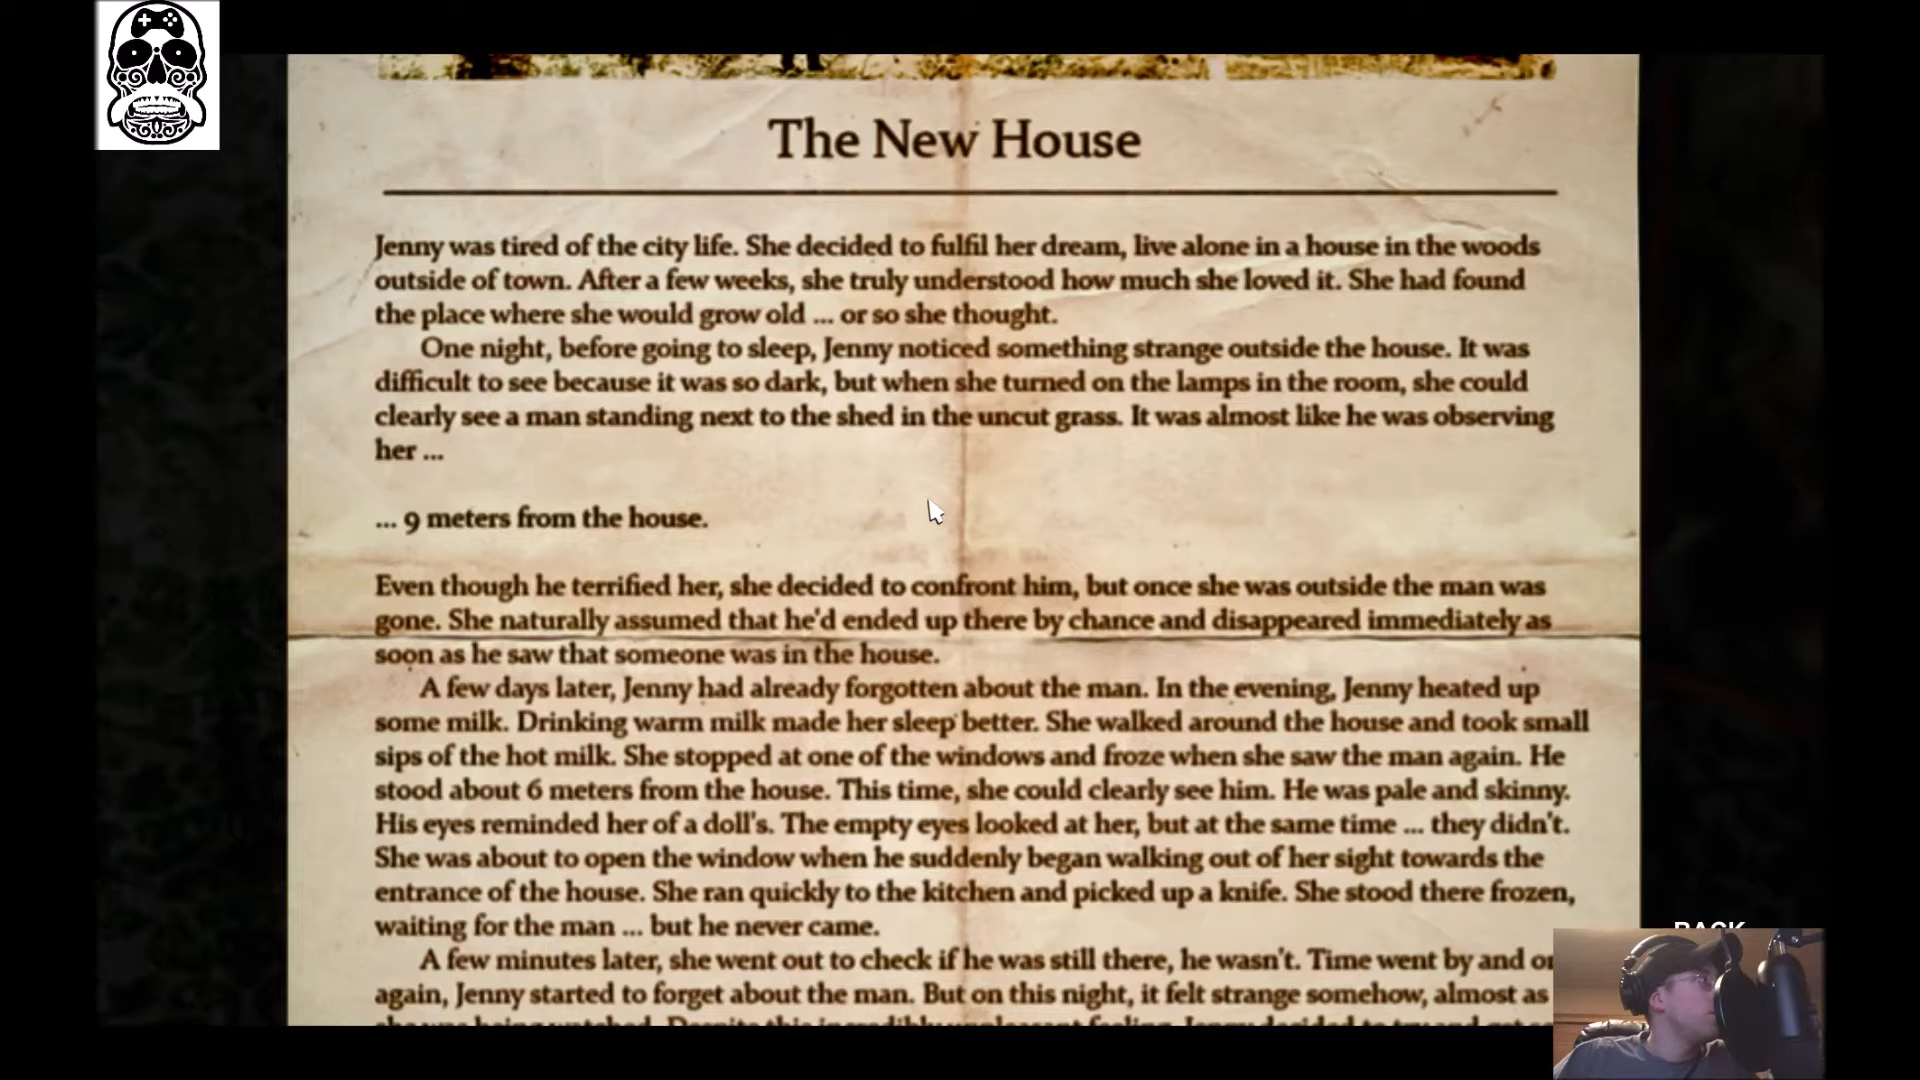 The New House
Jenny was tired of the city life. She decided to fulfil her dream, live alone in a house in the woods
outside of town. After a few weeks, she truly understood how much she loved it. She had found
the place where she would grow old ... or so she thought.
One night, before going to sleep, Jenny noticed something strange outside the house. It was
difficult to see because it was so dark, but when she turned on the lamps in the room, she could
clearly see a man standing next to the shed in the uncut grass. It was almost like he was observing
her ...
... 9 meters from the house.
Even though he terrified her, she decided to confront him, but once she was outside the man was
gone. She naturally assumed that he'd ended up there by chance and disappeared immediately as
soon as he saw that someone was in the house.
A few days later, Jenny had already forgotten about the man. In the evening, Jenny heated up
some milk. Drinking warm milk made her sleep better. She walked around the house and took small
sips of the hot milk. She stopped at one of the windows and froze when she saw the man again. He
stood about 6 meters from the house. This time, she could clearly see him. He was pale and skinny.
His eyes reminded her of a doll's. The empty eyes looked at her, but at the same time ... they didn't.
She was about to open the window when he suddenly began walking out of her sight towards the
entrance of the house. She ran quickly to the kitchen and picked up a knife. She stood there frozen,
waiting for the man ... but he never came.
A few minutes later, she went out to check if he was still there, he wasn't. Time went by and
again, Jenny started to forget about the man. But on this night, it felt strange somehow, almost as
BACK